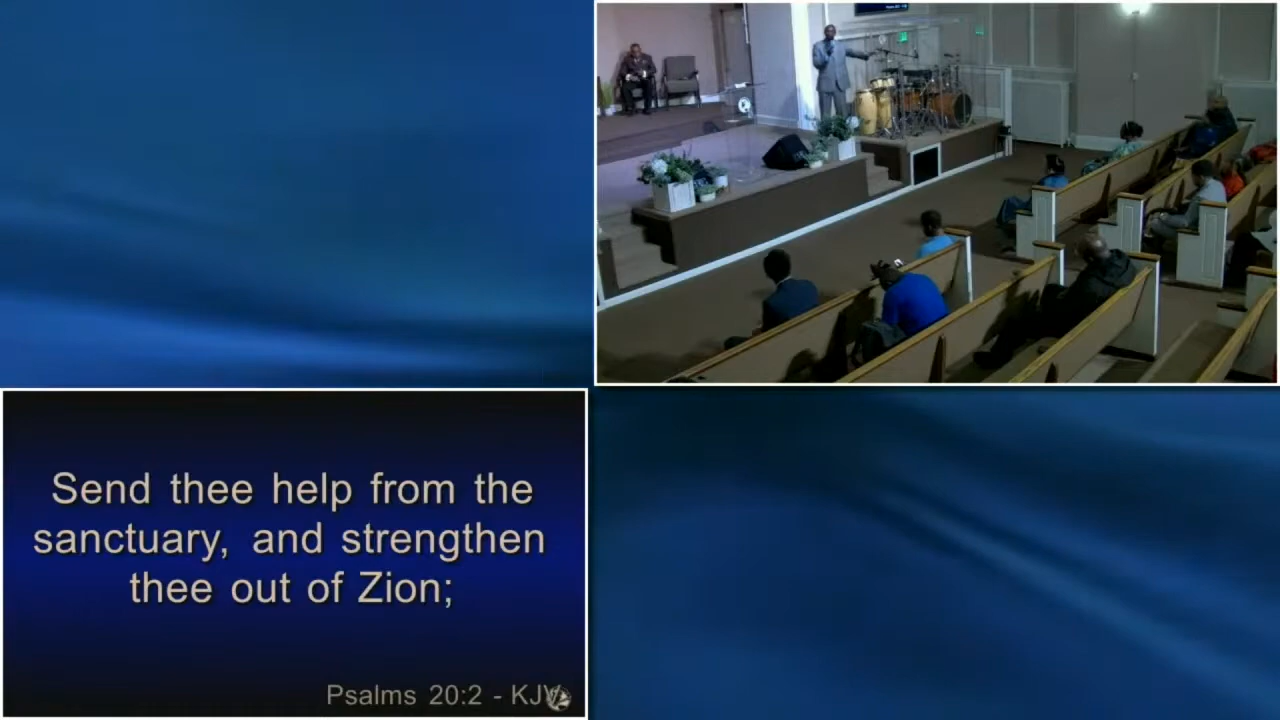 Send thee help from the
sanctuary, and strengthen
thee out of Zion;
Psalms 20:2 - KJV